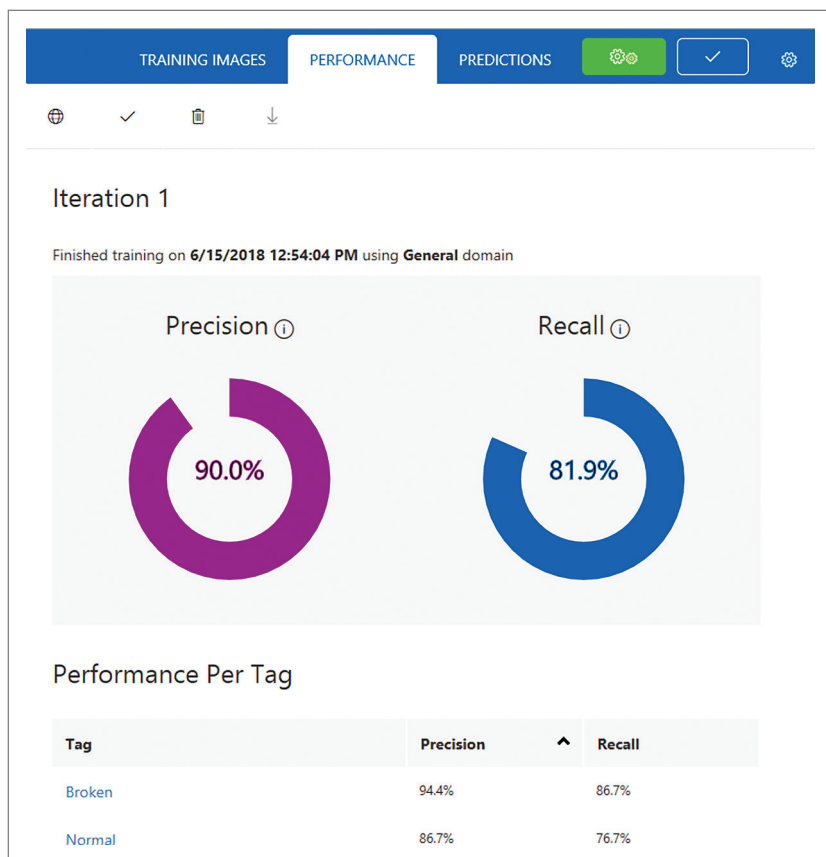 TRAINING IMAGES PERFORMANCE PREDICTIONS
Iteration 1
Finished training on 6/15/2018 12:54:04 PM using General domain
Precision Recall
90.0% 81.9%
Performance Per Tag
Tag Precision Recall
Broken 94.4% 86.7%
Normal 86.7% 76.7%